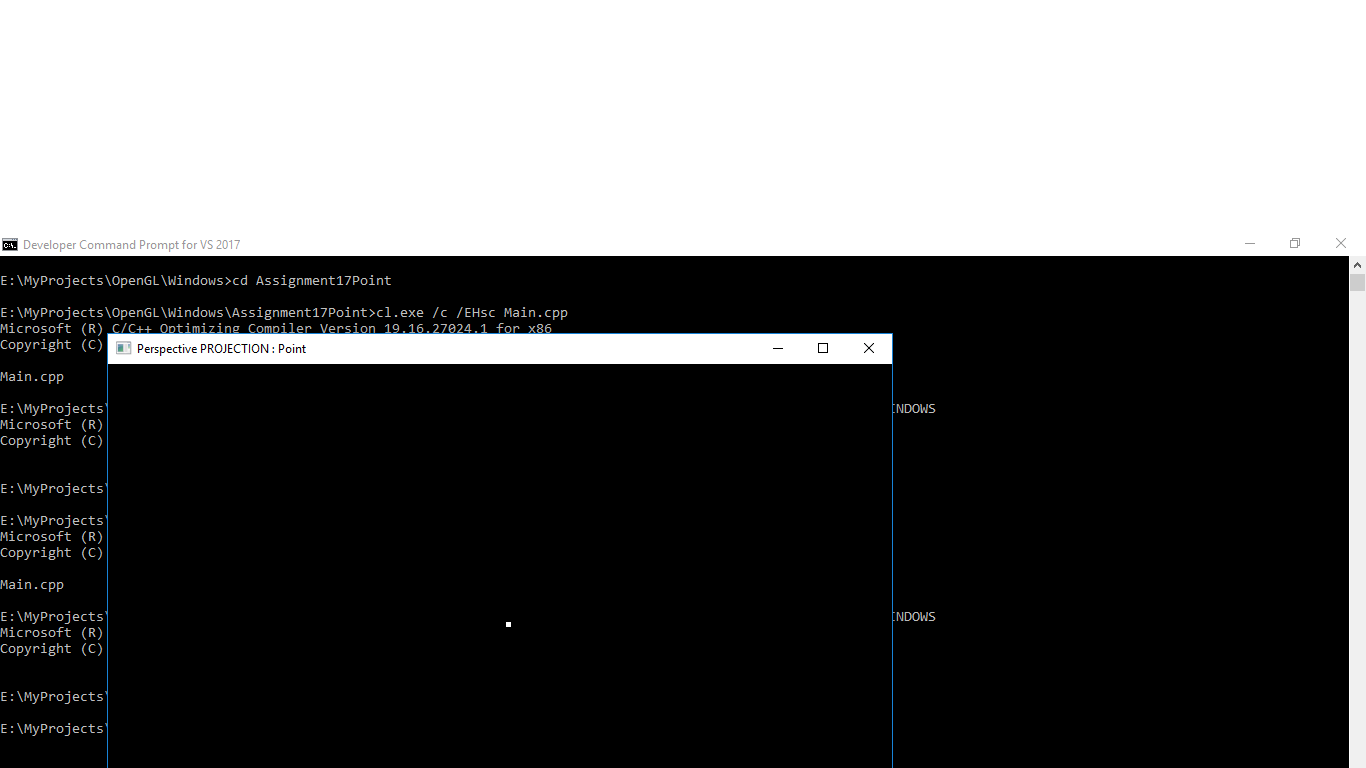 Developer Command Prompt for VS 2017
E:\MyProjects\OpenGL\Windows>cd Assignment17Point
E:\MyProjects\OpenGL\Windows\Assignment17Point>cl.exe /c /EHsc Main.cpp
Microsoft (R) C/C++ Optimizing Compiler Version 19.16.27024.1 for x86
Copyright (C)
Perspective PROJECTION : Point
Main.cpp
E:\MyProjects\ INDOWS
Microsoft (R)
Copyright (C)
E:\MyProjects\
E:\MyProjects\
Microsoft (R)
Copyright (C)
Main.cpp
E:\MyProjects\ INDOWS
Microsoft (R)
Copyright (C)
E:\MyProjects\
E:\MyProjects\